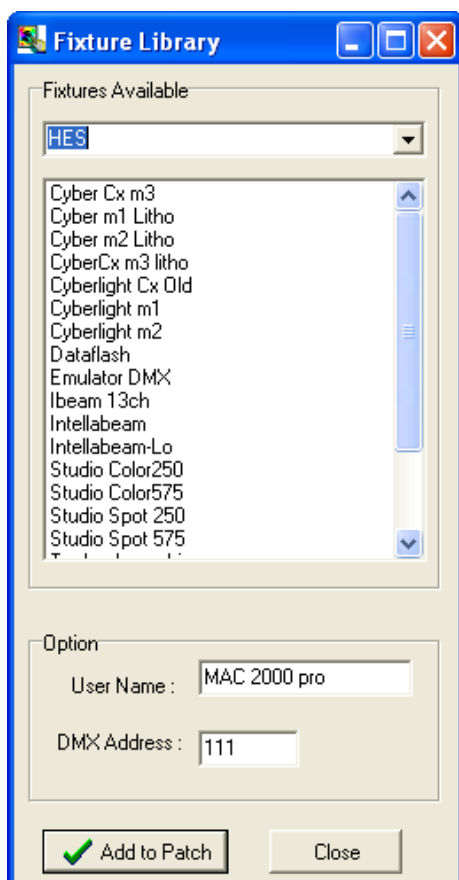 Fixture Library
Fixtures Available
HES
Cyber Cx m3
Cyber m1 Litho
Cyber m2 Litho
CyberCx m3 litho
Cyberlight Cx Old
Cyberlight m1
Cyberlight m2
Dataflash
Emulator DMX
Ibeam 13ch
Intellabeam
Intellabeam-Lo
Studio Color250
Studio Color575
Studio Spot 250
Studio Spot 575
Option
User Name : MAC 2000 pro
DMX Address : 111
Add to Patch Close